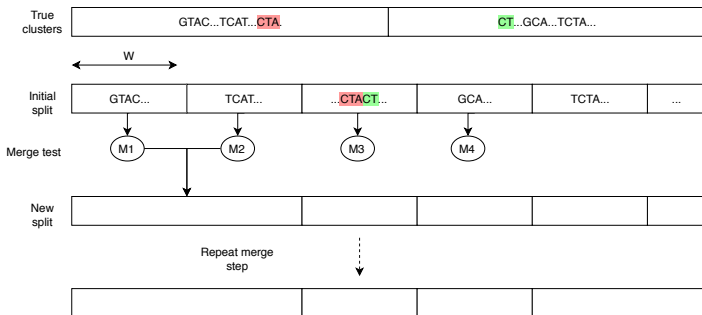 True
clusters
GTAC...TCAT...CTA.
CT...GCA...TCTA...
W
Initial
split
GTAC...
TCAT...
...CTACT...
GCA...
TCTA...
...
Merge test
M1
M2
M3
M4
New
split
Repeat merge
step